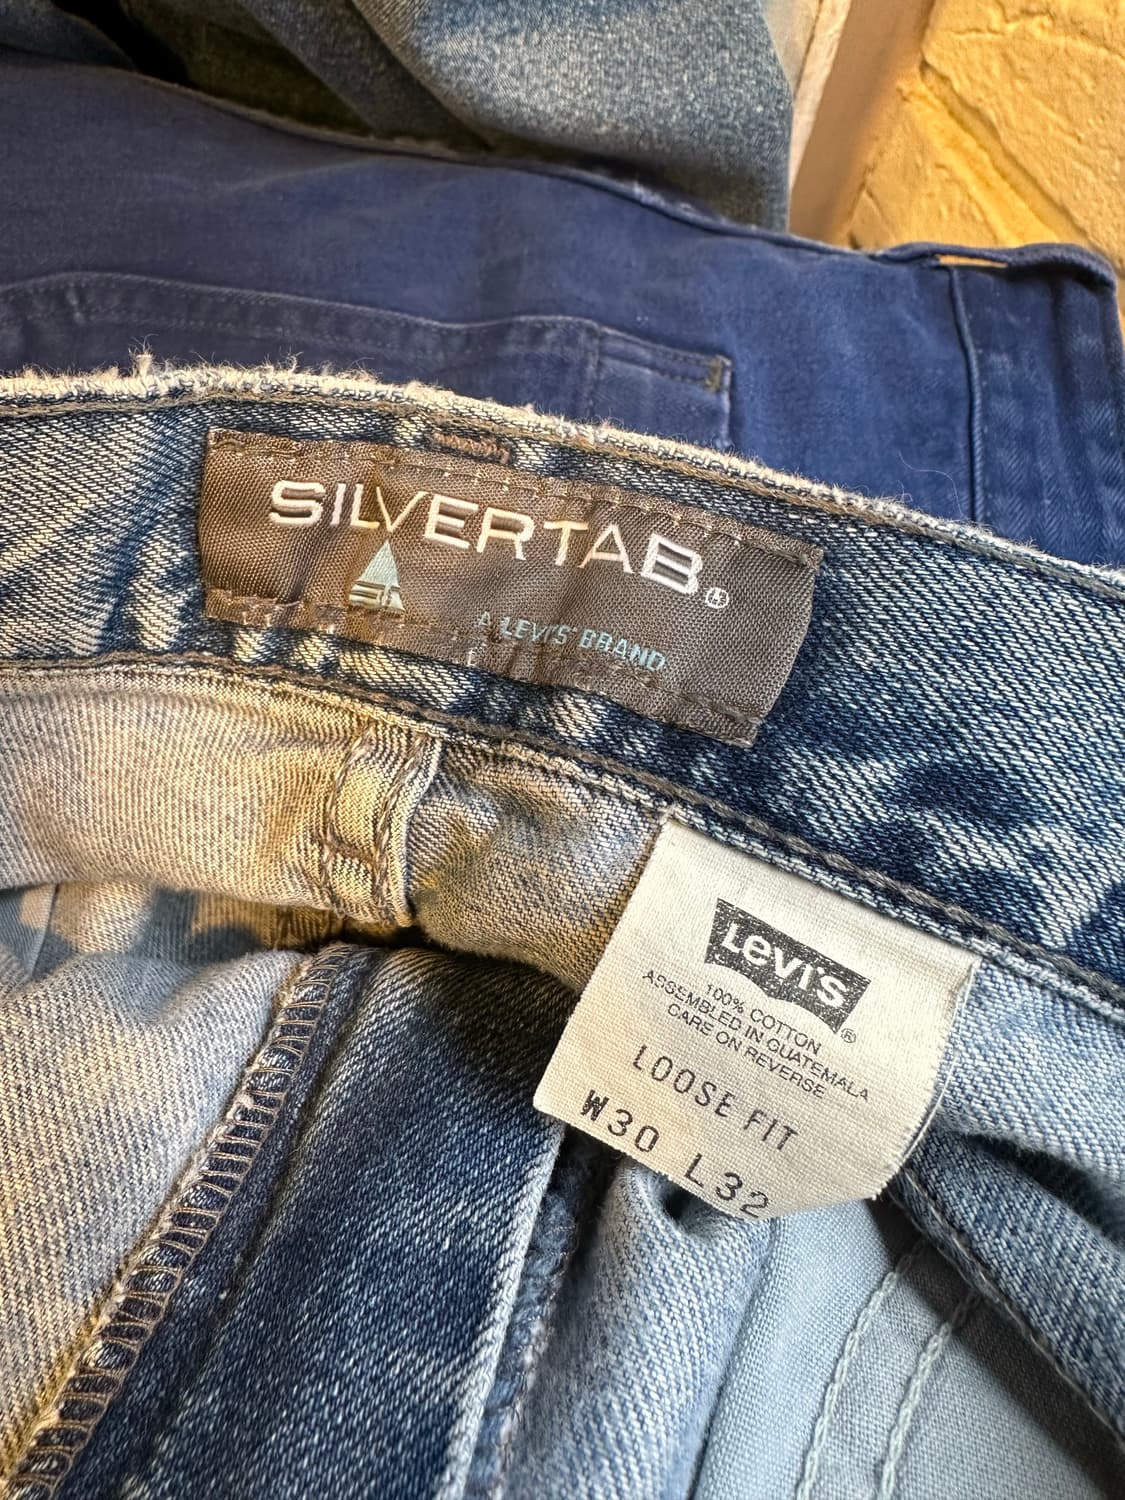 SILVERTAB®
A LEVI'S® BRAND
Levi's®
100% COTTON
ASSEMBLED IN GUATEMALA
CARE ON REVERSE
LOOSE FIT
W30 L32